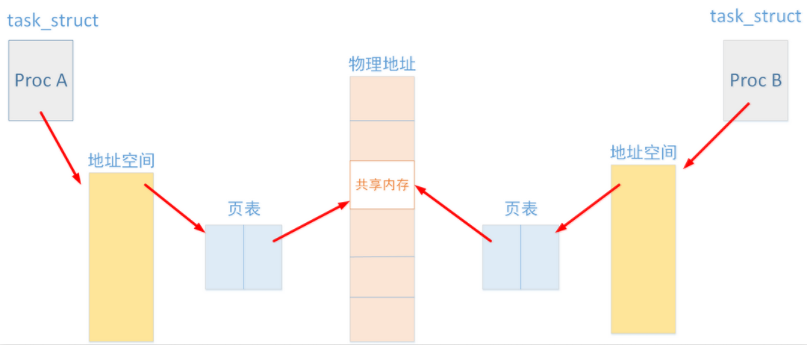 task_struct
task_struct
Proc A
物理地址
Proc B
地址空间
地址空间
共享内存
页表
页表